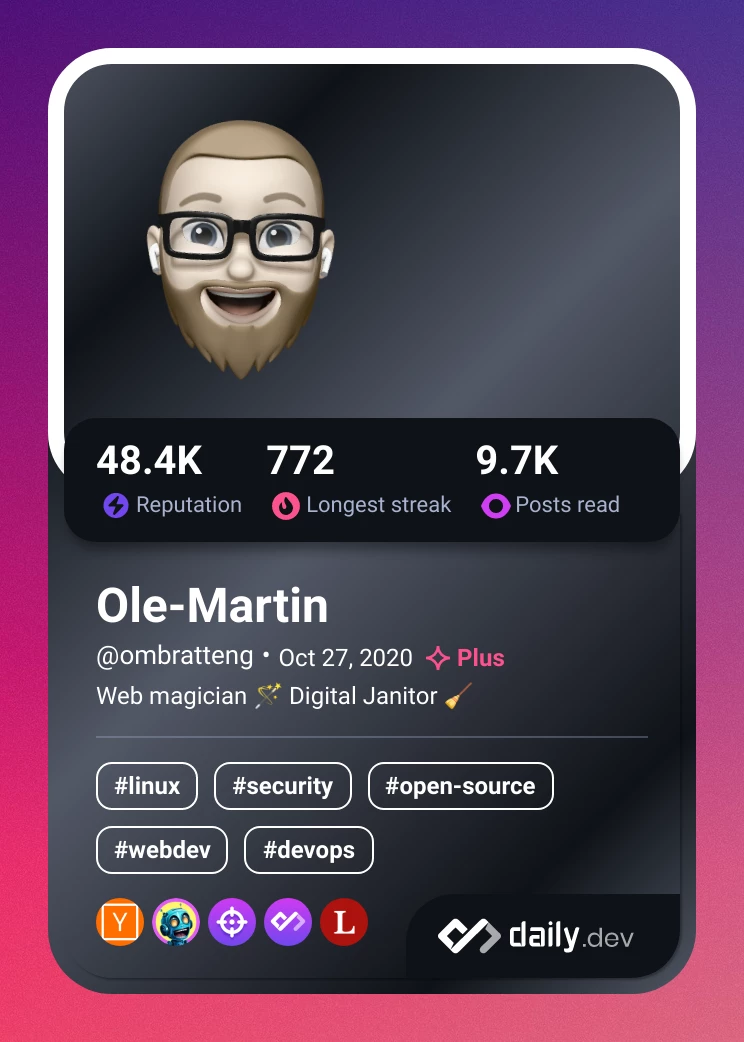 48.4K 772 9.7K
Reputation Longest streak Posts read
Ole-Martin
@ombratteng • Oct 27, 2020 Plus
Web magician 🪄 Digital Janitor 🧹
#linux #security #open-source
#webdev #devops
Y L daily.dev